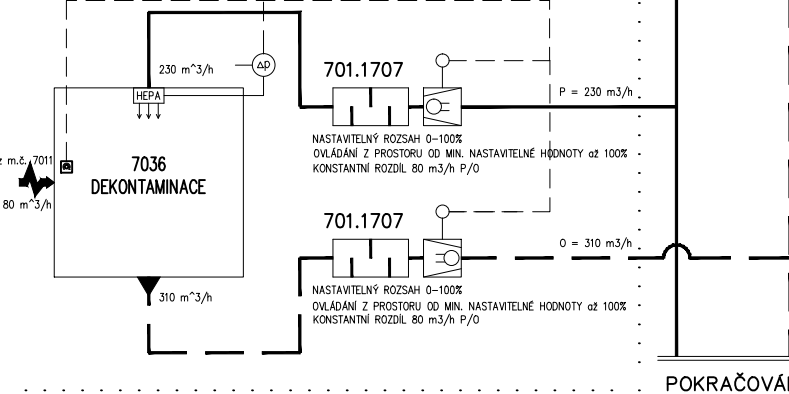 230 m^3/h
Δp
701.1707
HEPA
P = 230 m3/h
NASTAVITELNÝ ROZSAH 0-100%
OVLÁDÁNÍ Z PROSTORU OD MIN. NASTAVITELNÉ HODNOTY až 100%
KONSTANTNÍ ROZDÍL 80 m3/h P/O
z m.č. 7011
7036
DEKONTAMINACE
80 m^3/h
701.1707
O = 310 m3/h
310 m^3/h
NASTAVITELNÝ ROZSAH 0-100%
OVLÁDÁNÍ Z PROSTORU OD MIN. NASTAVITELNÉ HODNOTY až 100%
KONSTANTNÍ ROZDÍL 80 m3/h P/O